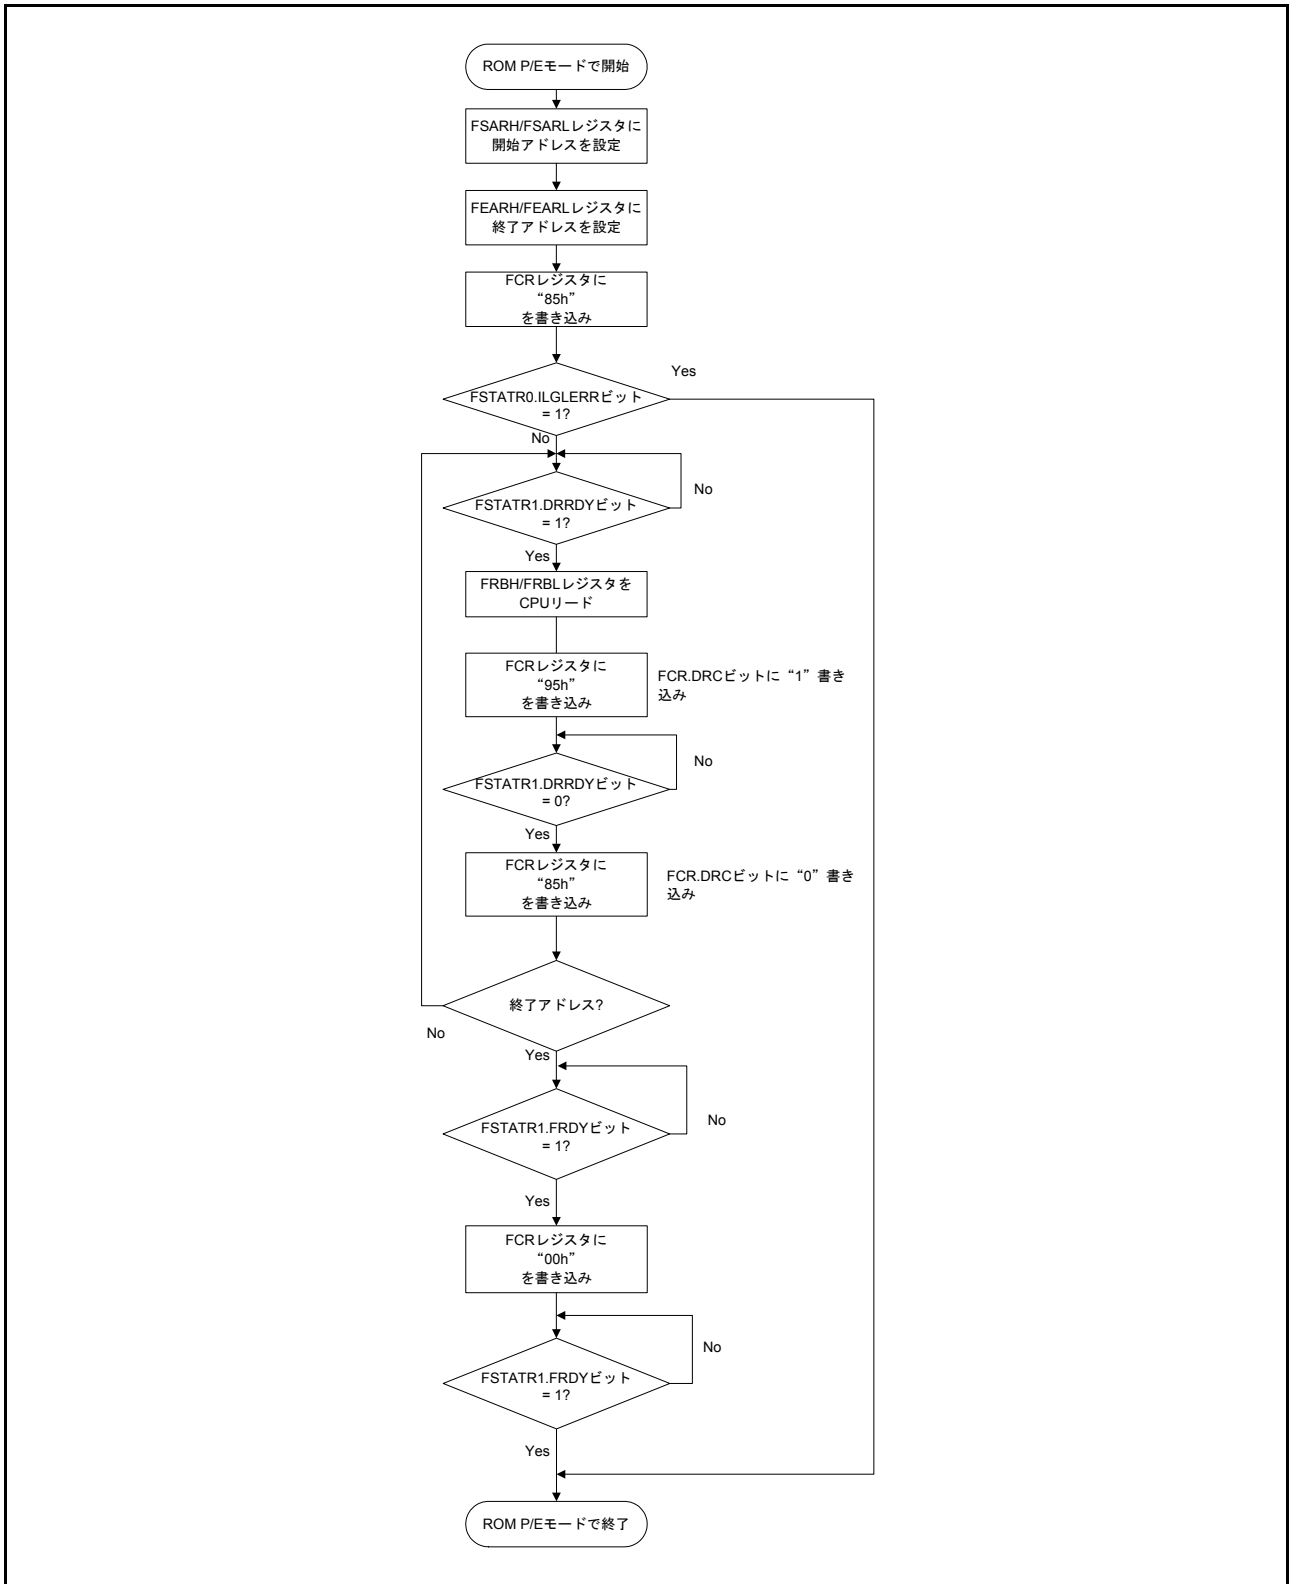 ROM P/Eモードで開始
FSARH/FSARLレジスタに
開始アドレスを設定
FEARH/FEARLレジスタに
終了アドレスを設定
FCRレジスタに
“85h”
を書き込み
Yes
FSTATR0.ILGLERRビット
= 1?
No
No
FSTATR1.DRRDYビット
= 1?
Yes
FRBH/FRBLレジスタを
CPUリード
FCRレジスタに
“95h”
を書き込み
FCR.DRCビットに“1”書き
込み
No
FSTATR1.DRRDYビット
= 0?
Yes
FCRレジスタに
“85h”
を書き込み
FCR.DRCビットに“0”書き
込み
終了アドレス?
No
Yes
No
FSTATR1.FRDYビット
= 1?
Yes
FCRレジスタに
“00h”
を書き込み
No
FSTATR1.FRDYビット
= 1?
Yes
ROM P/Eモードで終了